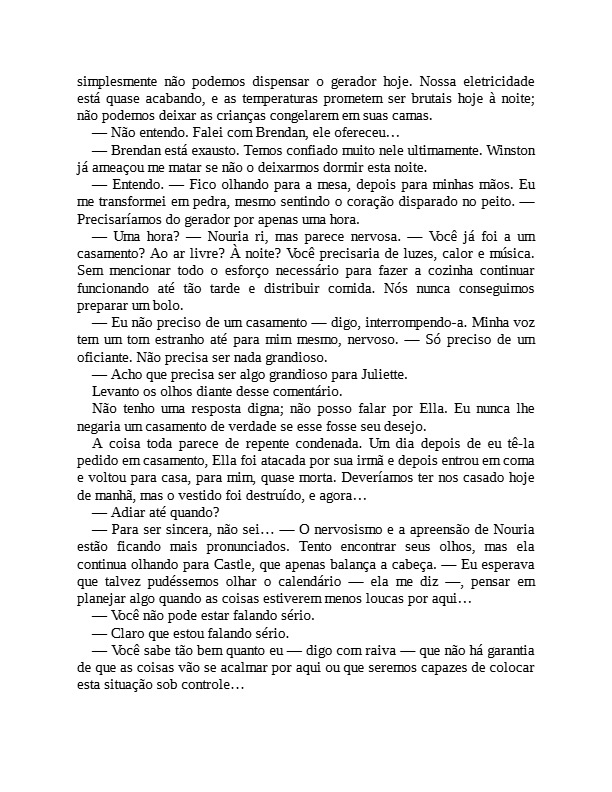 simplesmente não podemos dispensar o gerador hoje. Nossa eletricidade
está quase acabando, e as temperaturas prometem ser brutais hoje à noite;
não podemos deixar as crianças congelarem em suas camas.
— Não entendo. Falei com Brendan, ele ofereceu…
— Brendan está exausto. Temos confiado muito nele ultimamente. Winston
já ameaçou me matar se não o deixarmos dormir esta noite.
— Entendo. — Fico olhando para a mesa, depois para minhas mãos. Eu
me transformei em pedra, mesmo sentindo o coração disparado no peito. —
Precisaríamos do gerador por apenas uma hora.
— Uma hora? — Nouria ri, mas parece nervosa. — Você já foi a um
casamento? Ao ar livre? À noite? Você precisaria de luzes, calor e música.
Sem mencionar todo o esforço necessário para fazer a cozinha continuar
funcionando até tão tarde e distribuir comida. Nós nunca conseguimos
preparar um bolo.
— Eu não preciso de um casamento — digo, interrompendo-a. Minha voz
tem um tom estranho até para mim mesmo, nervoso. — Só preciso de um
oficiante. Não precisa ser nada grandioso.
— Acho que precisa ser algo grandioso para Juliette.
Levanto os olhos diante desse comentário.
Não tenho uma resposta digna; não posso falar por Ella. Eu nunca lhe
negaria um casamento de verdade se esse fosse seu desejo.
A coisa toda parece de repente condenada. Um dia depois de eu tê-la
pedido em casamento, Ella foi atacada por sua irmã e depois entrou em coma
e voltou para casa, para mim, quase morta. Deveríamos ter nos casado hoje
de manhã, mas o vestido foi destruído, e agora…
— Adiar até quando?
— Para ser sincera, não sei… — O nervosismo e a apreensão de Nouria
estão ficando mais pronunciados. Tento encontrar seus olhos, mas ela
continua olhando para Castle, que apenas balança a cabeça. — Eu esperava
que talvez pudéssemos olhar o calendário — ela me diz —, pensar em
planejar algo quando as coisas estiverem menos loucas por aqui…
— Você não pode estar falando sério.
— Claro que estou falando sério.
— Você sabe tão bem quanto eu — digo com raiva — que não há garantia
de que as coisas vão se acalmar por aqui ou que seremos capazes de colocar
esta situação sob controle…